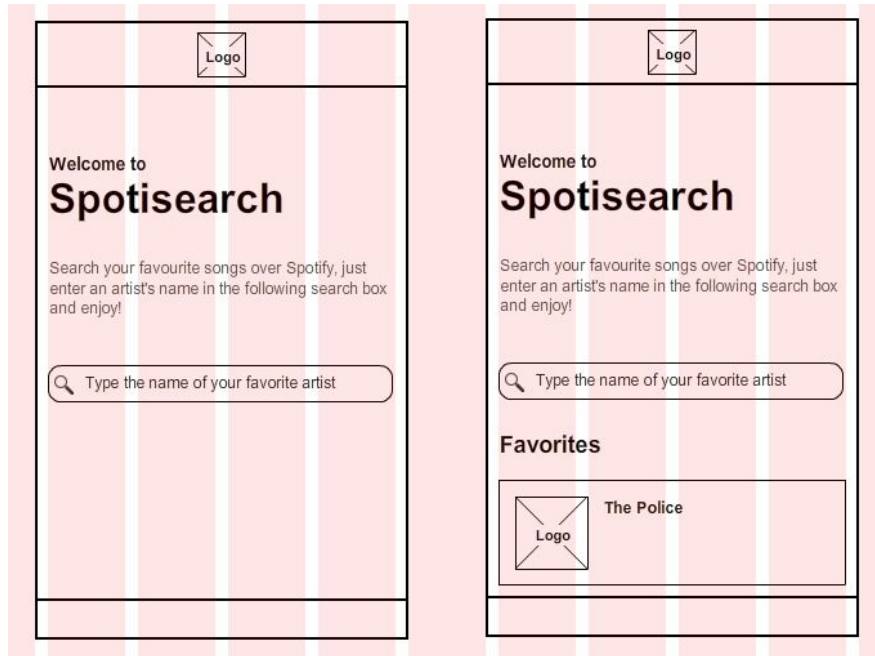 Logo
Welcome to
Spotisearch
Search your favourite songs over Spotify, just
enter an artist's name in the following search box
and enjoy!
Type the name of your favorite artist
Logo
Welcome to
Spotisearch
Search your favourite songs over Spotify, just
enter an artist's name in the following search box
and enjoy!
Type the name of your favorite artist
Favorites
The Police
Logo